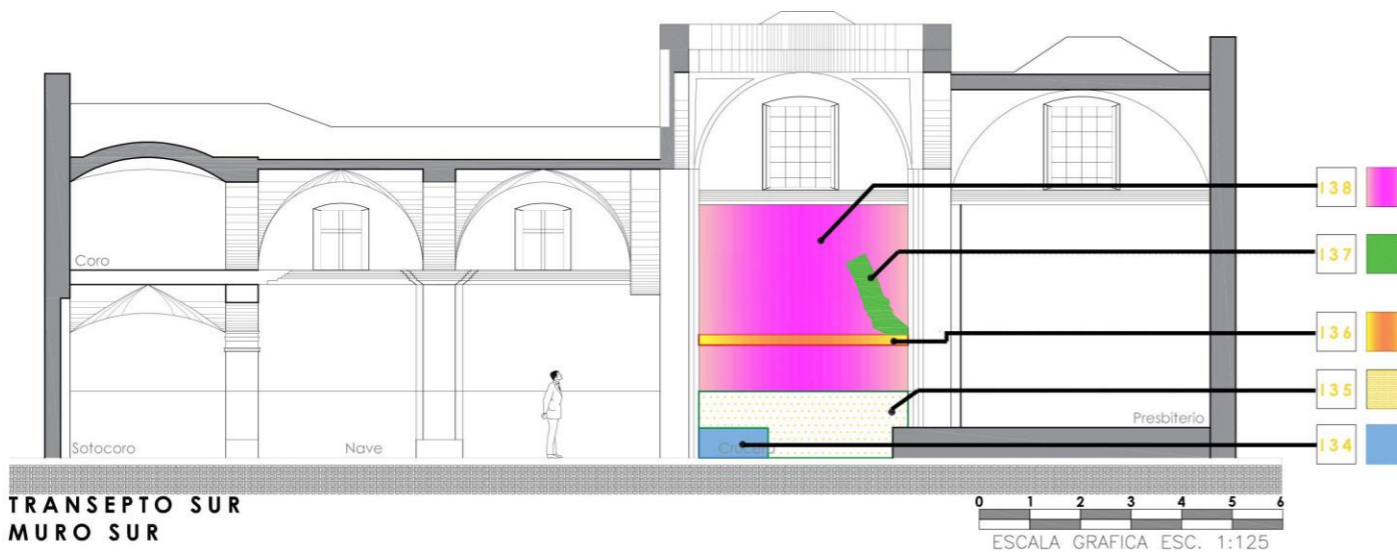 138
Coro
137
136
135
Presbiterio
Sotocoro
Nave
Crucero
134
TRANSEPTO SUR
MURO SUR
0 1 2 3 4 5 6
ESCALA GRAFICA ESC. 1:125